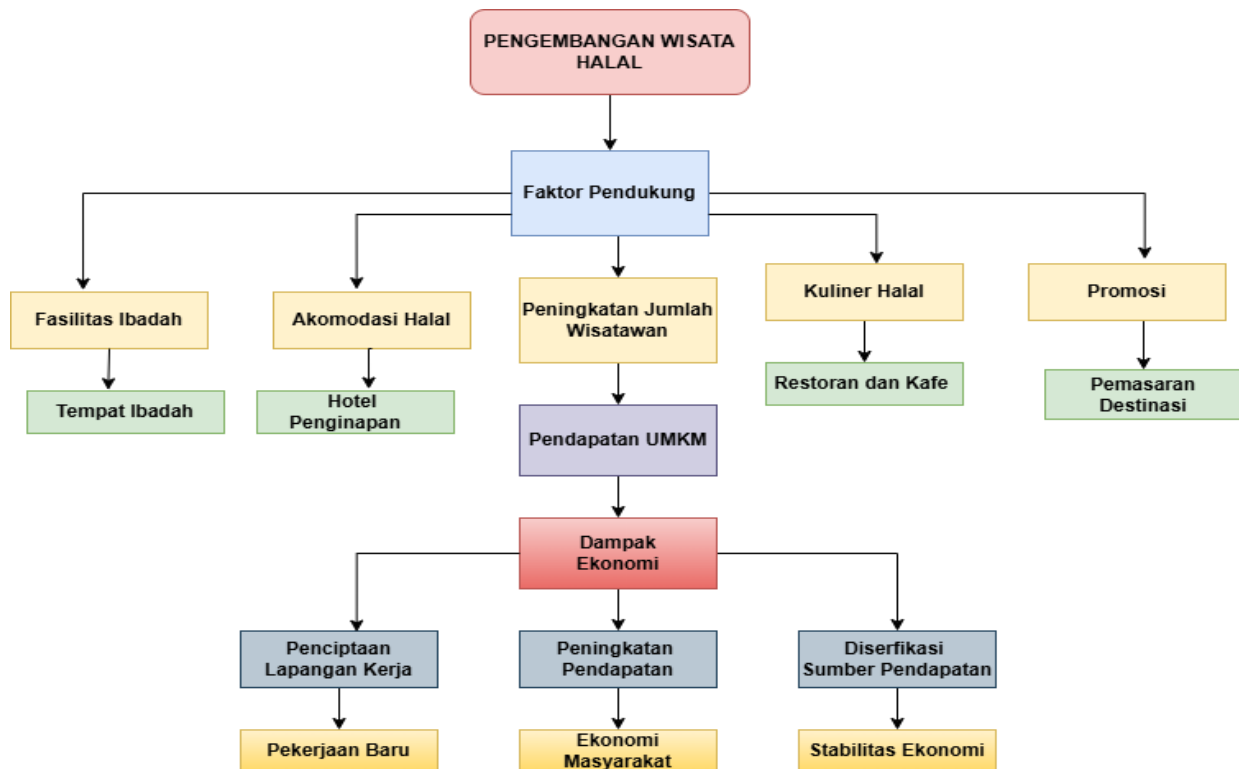 PENGEMBANGAN WISATA
HALAL
Faktor Pendukung
Fasilitas Ibadah
Akomodasi Halal
Peningkatan Jumlah
Wisatawan
Kuliner Halal
Promosi
Tempat Ibadah
Hotel
Penginapan
Restoran dan Kafe
Pemasaran
Destinasi
Pendapatan UMKM
Dampak
Ekonomi
Penciptaan
Lapangan Kerja
Peningkatan
Pendapatan
Diserfikasi
Sumber Pendapatan
Pekerjaan Baru
Ekonomi
Masyarakat
Stabilitas Ekonomi